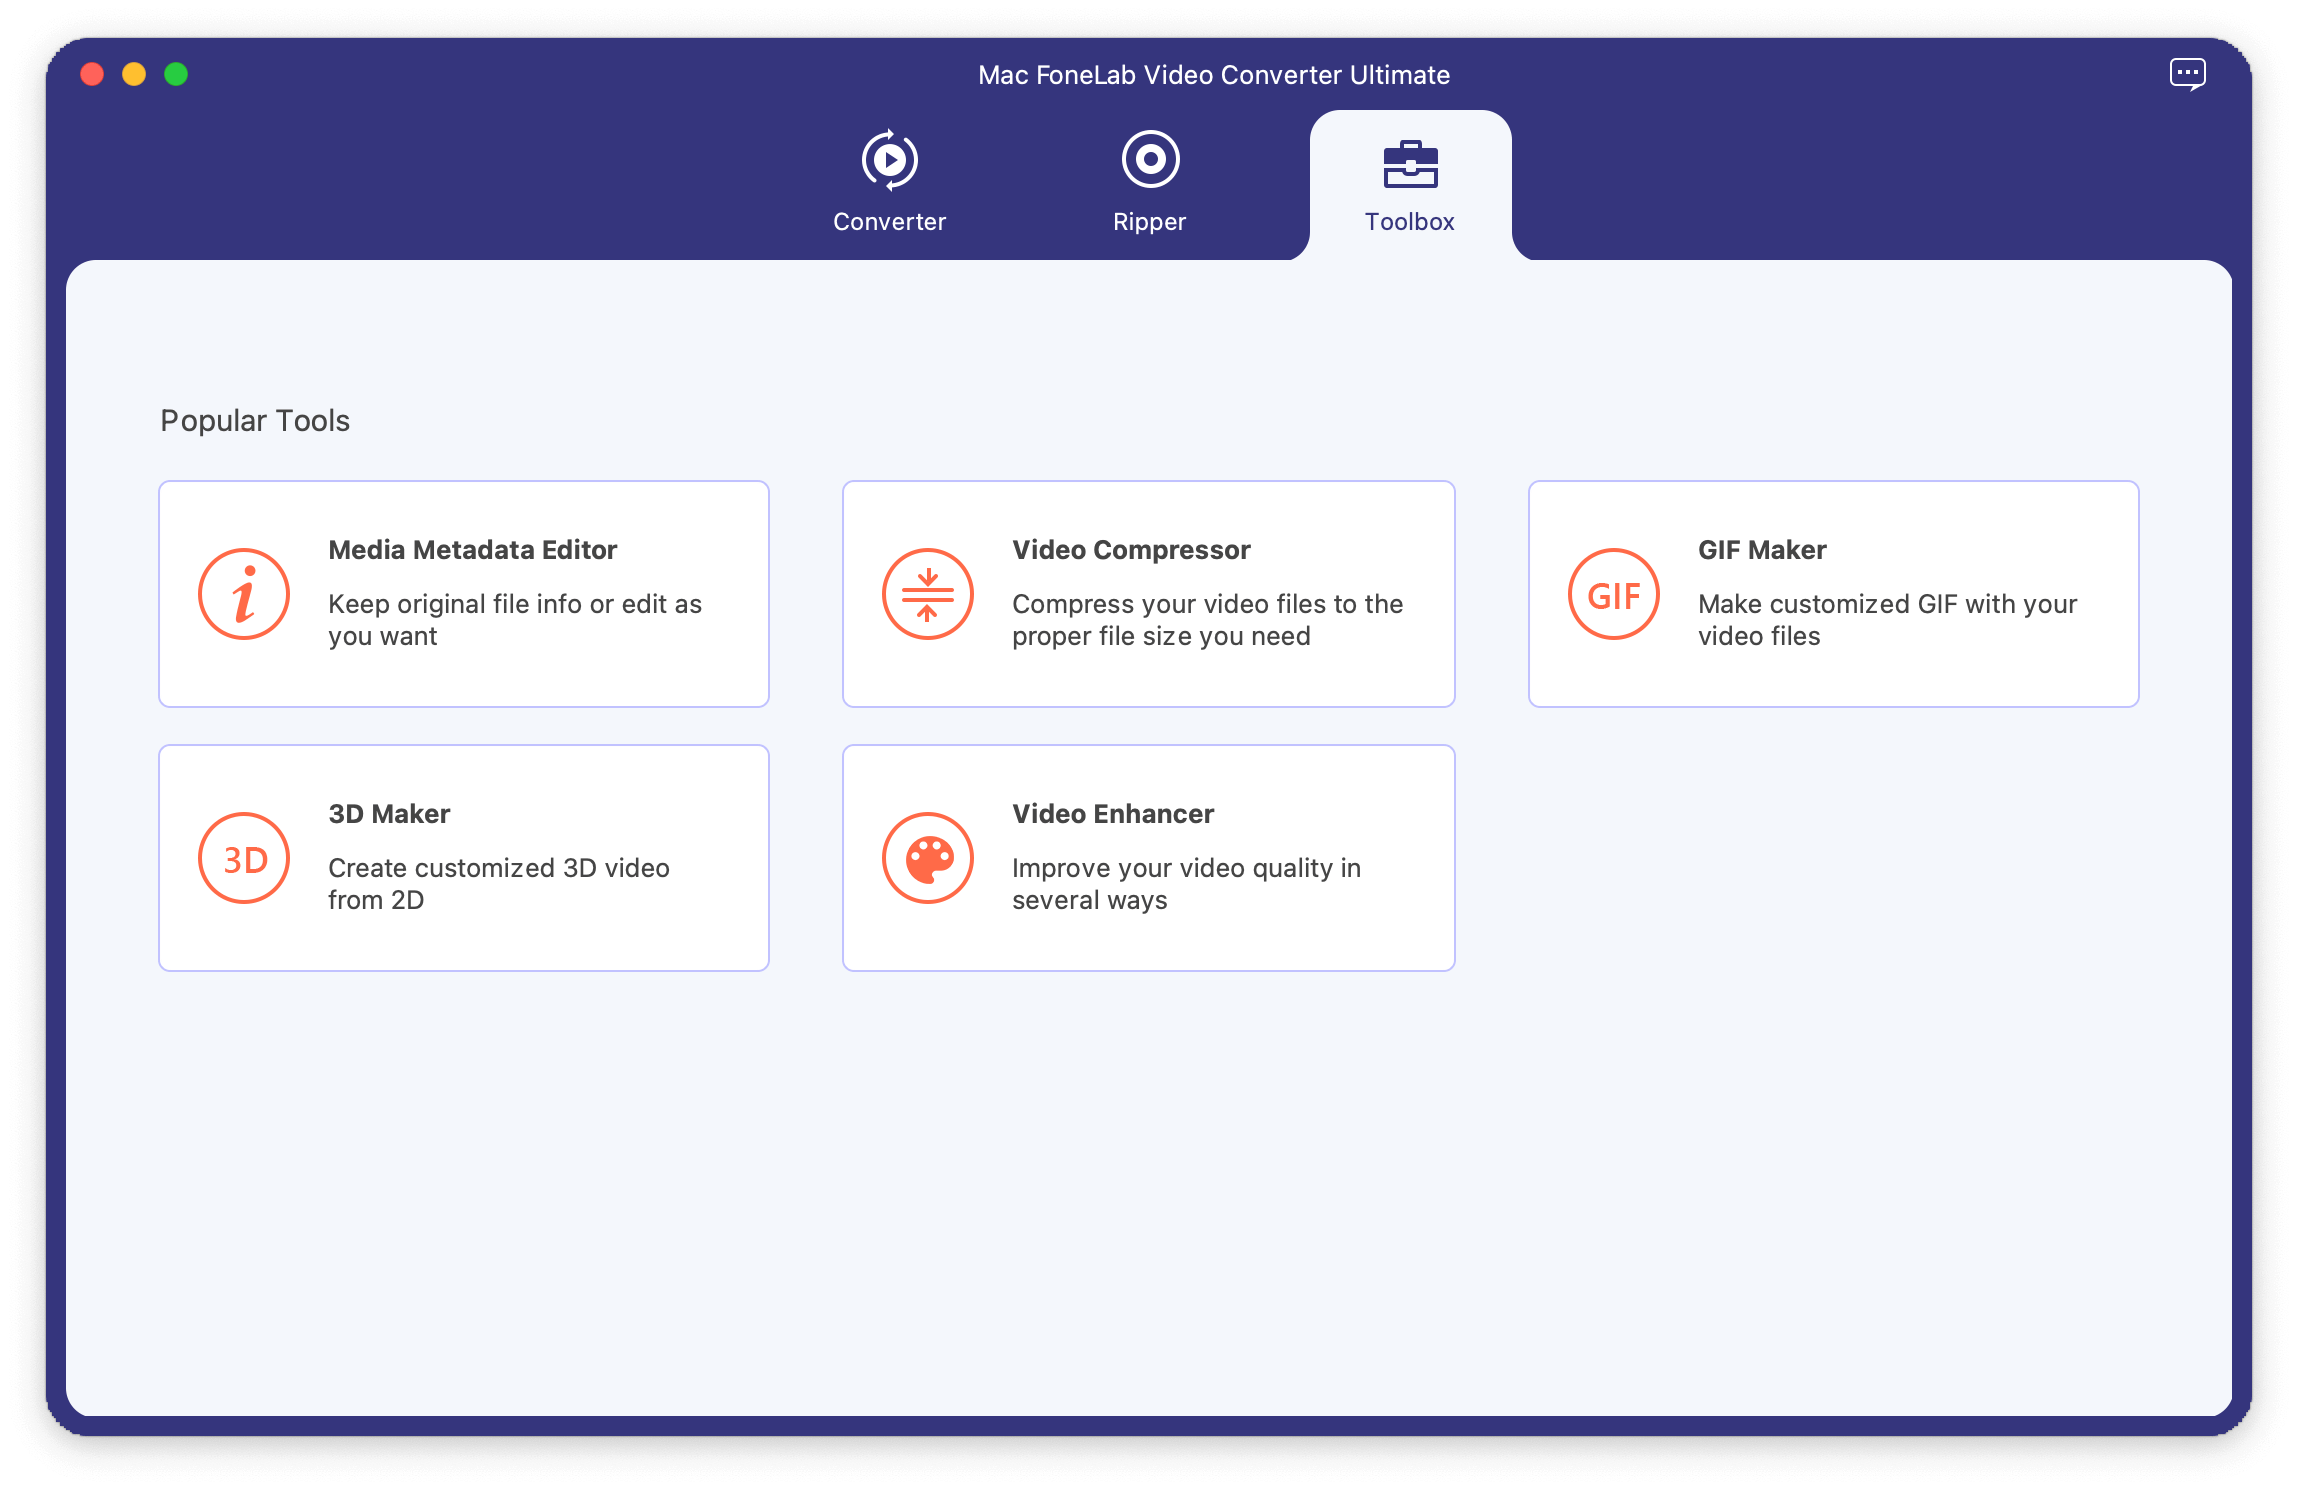 Mac FoneLab Video Converter Ultimate
Converter
Ripper
Toolbox
Popular Tools
i
Media Metadata Editor
Keep original file info or edit as
you want
Video Compressor
Compress your video files to the
proper file size you need
GIF
GIF Maker
Make customized GIF with your
video files
3D
3D Maker
Create customized 3D video
from 2D
Video Enhancer
Improve your video quality in
several ways